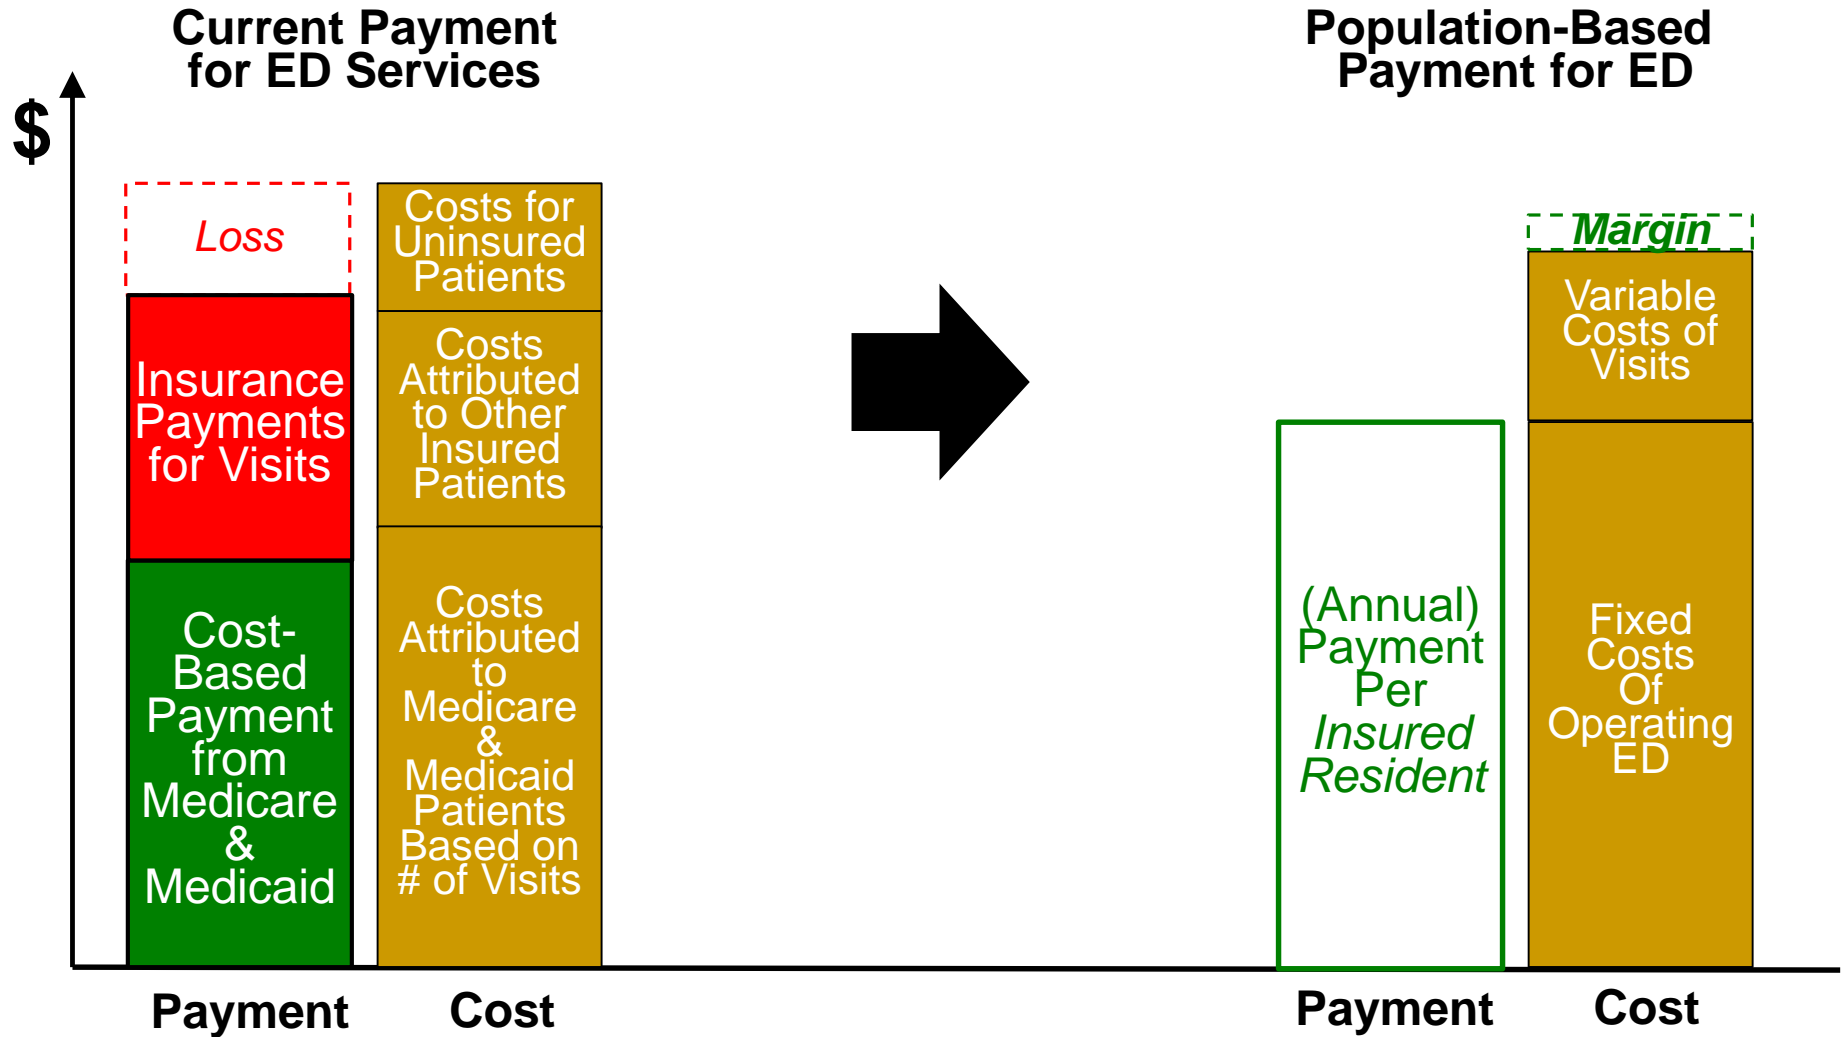 Current Payment
for ED Services
Population-Based
Payment for ED
$
Loss
Insurance
Payments
for Visits
Cost-
Based
Payment
from
Medicare
&
Medicaid
Costs for
Uninsured
Patients
Costs
Attributed
to Other
Insured
Patients
Costs
Attributed
to
Medicare
&
Medicaid
Patients
Based on
# of Visits
(Annual)
Payment
Per
Insured
Resident
Margin
Variable
Costs of
Visits
Fixed
Costs
Of
Operating
ED
Payment
Cost
Payment
Cost